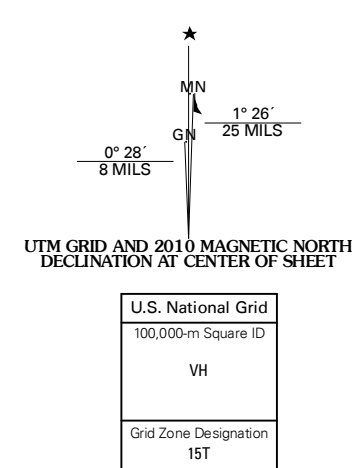 ★
MN
1° 26´
GN
25 MILS
0° 28´
8 MILS
UTM GRID AND 2010 MAGNETIC NORTH
DECLINATION AT CENTER OF SHEET
U.S. National Grid
100,000-m Square ID
VH
Grid Zone Designation
15T